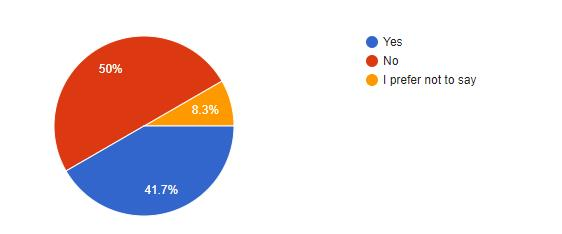 Yes
No
I prefer not to say
50%
8.3%
41.7%